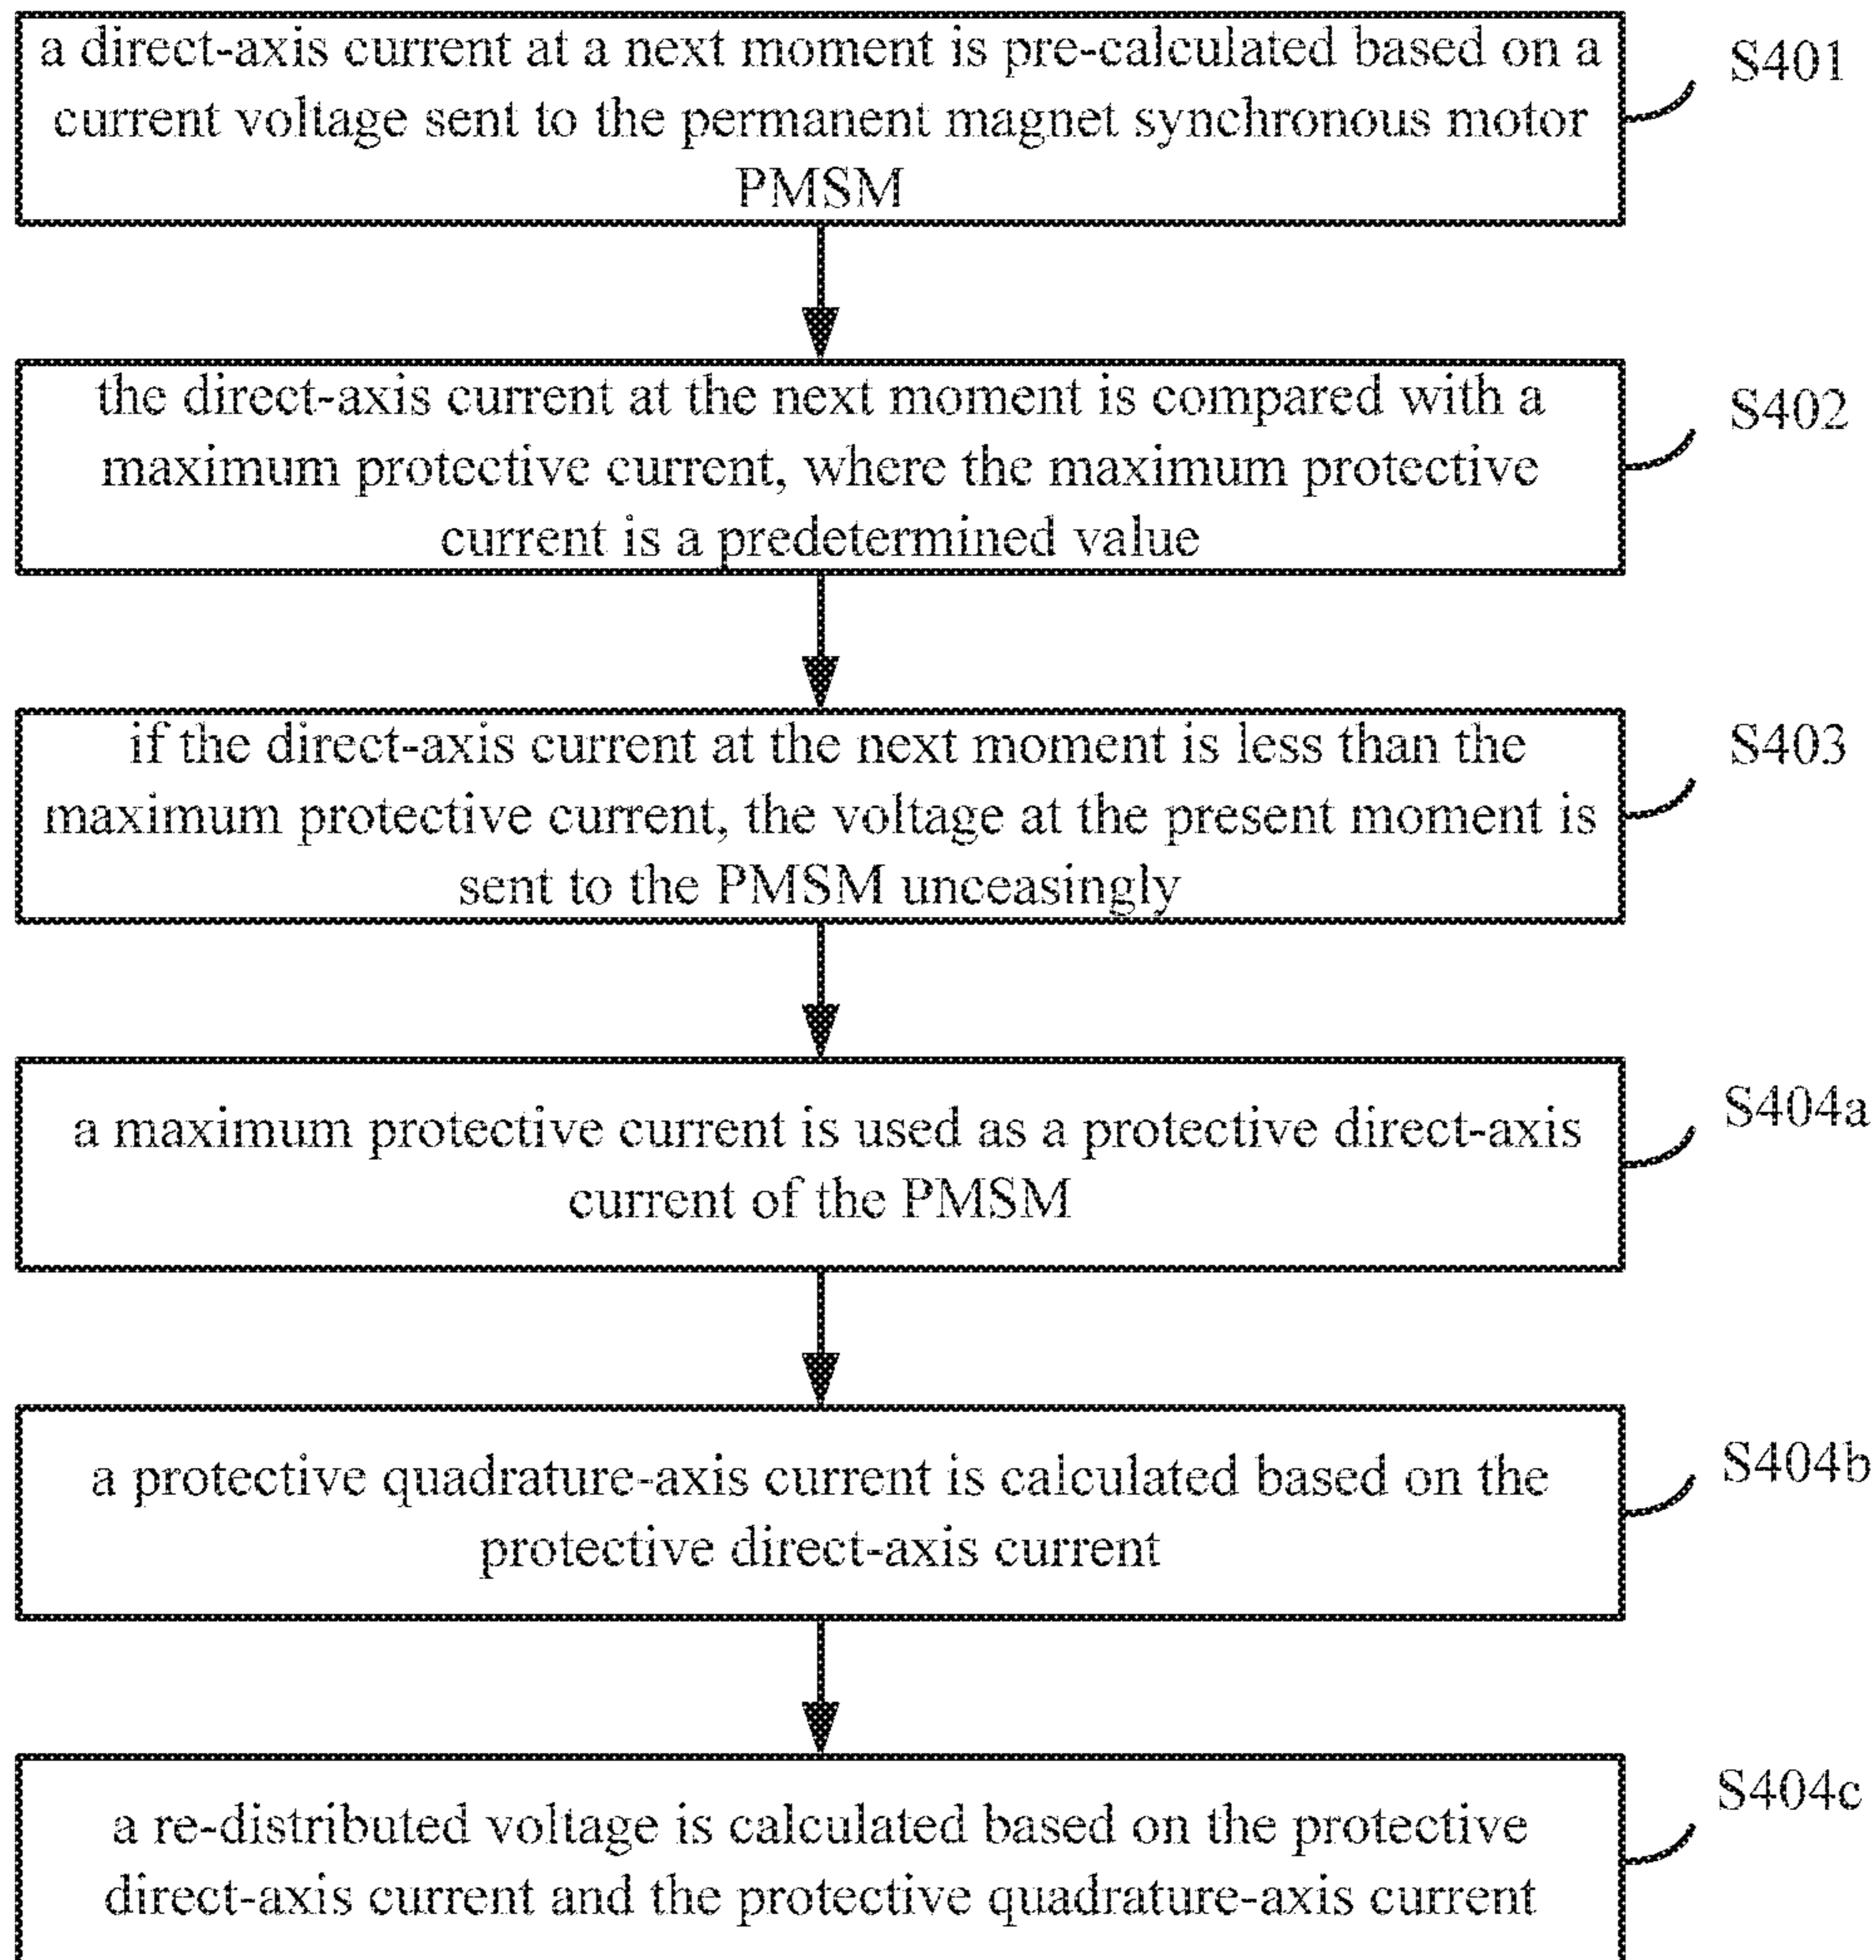 a direct-axis current at a next moment is pre-calculated based on a
current voltage sent to the permanent magnet synchronous motor
PMSM
S401
the direct-axis current at the next moment is compared with a
maximum protective current, where the maximum protective
current is a predetermined value
S402
if the direct-axis current at the next moment is less than the
maximum protective current, the voltage at the present moment is
sent to the PMSM unceasingly
S403
a maximum protective current is used as a protective direct-axis
current of the PMSM
S404a
a protective quadrature-axis current is calculated based on the
protective direct-axis current
S404b
a re-distributed voltage is calculated based on the protective
direct-axis current and the protective quadrature-axis current
S404c